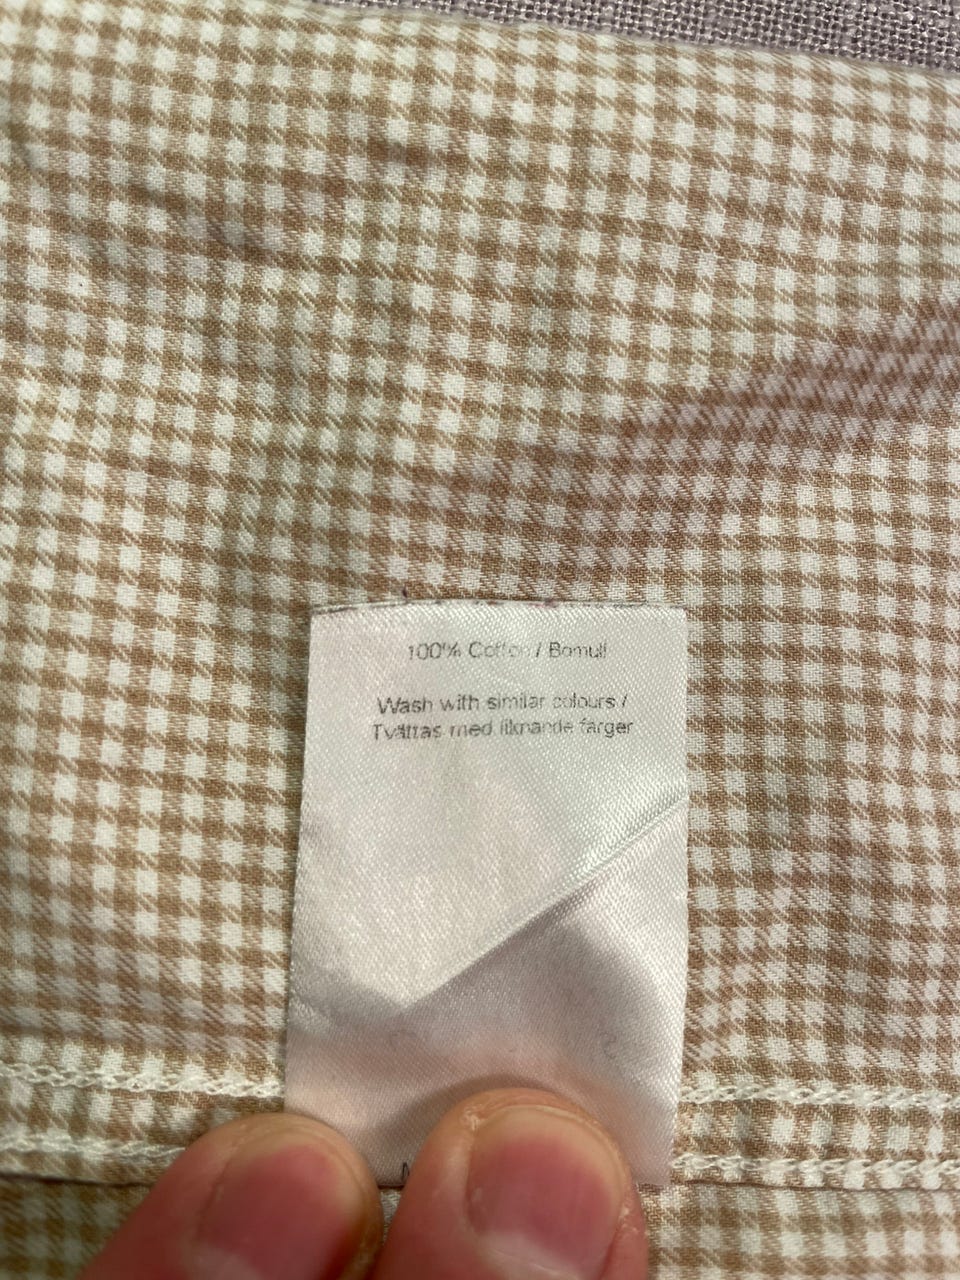 100% Cotton / Bomull
Wash with similar colours /
Tvättas med liknande färger